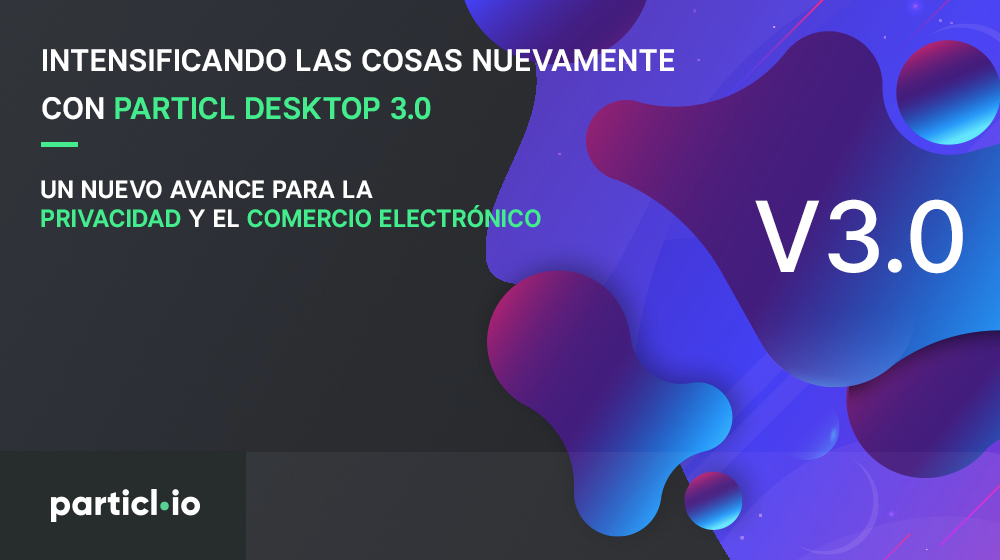 INTENSIFICANDO LAS COSAS NUEVAMENTE
CON PARTICL DESKTOP 3.0
UN NUEVO AVANCE PARA LA
PRIVACIDAD Y EL COMERCIO ELECTRÓNICO
V3.0
particl.io